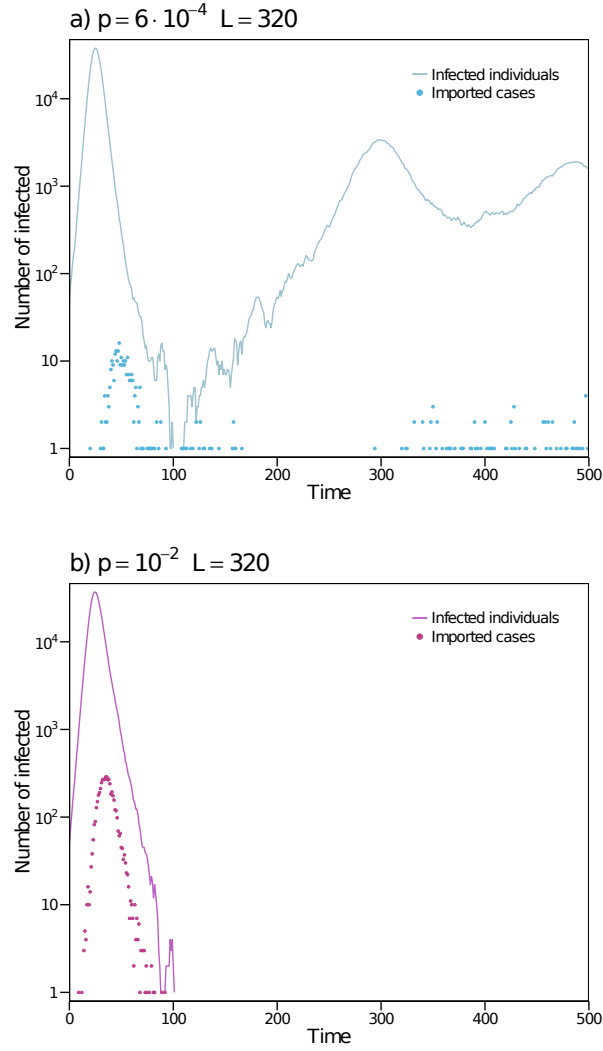 a) p = 6 · 10⁻⁴ L = 320
Infected individuals
Imported cases
Number of infected
10⁴
10³
10²
10
1
0 100 200 300 400 500
Time
b) p = 10⁻² L = 320
Infected individuals
Imported cases
Number of infected
10⁴
10³
10²
10
1
0 100 200 300 400 500
Time